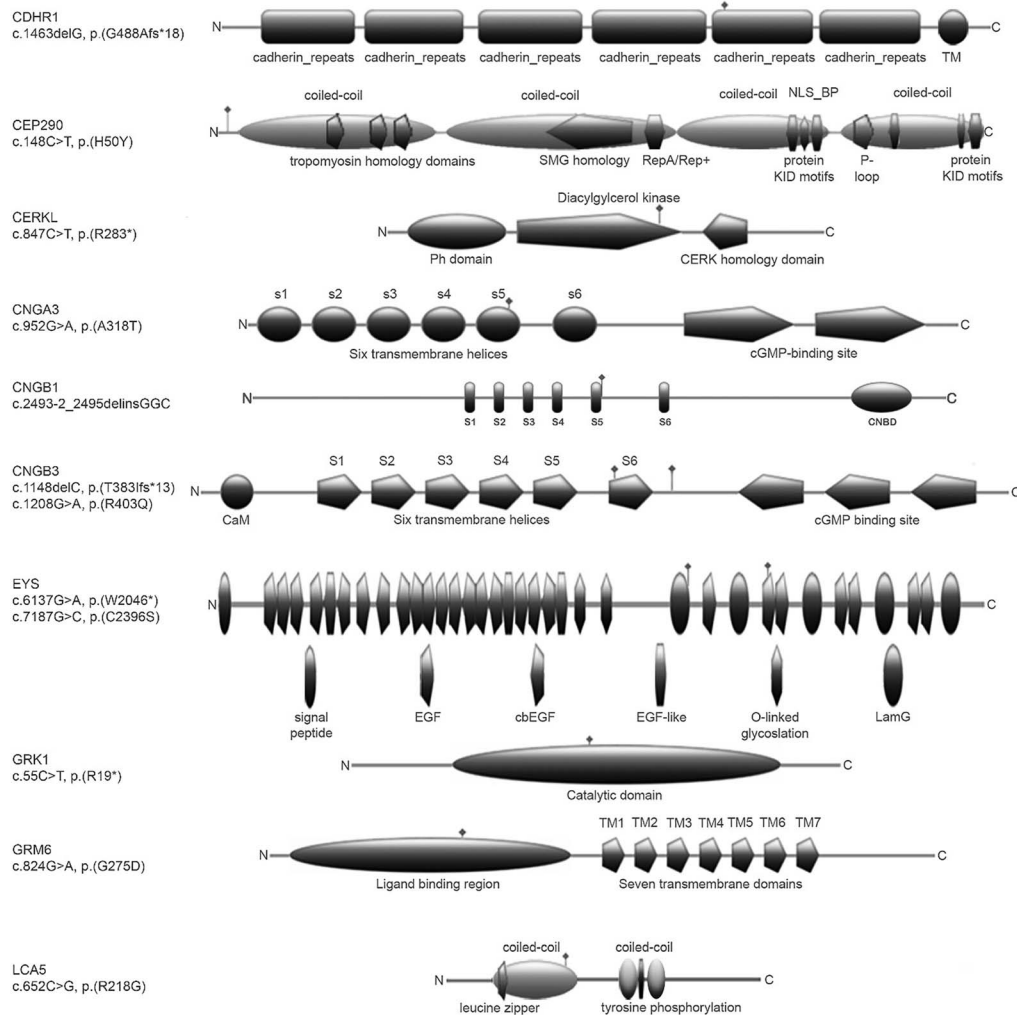 CDHR1
c.1463delG, p.(G488Afs*18)
N C
cadherin_repeats cadherin_repeats cadherin_repeats cadherin_repeats cadherin_repeats cadherin_repeats TM
coiled-coil coiled-coil coiled-coil NLS_BP coiled-coil
CEP290
c.148C>T, p.(H50Y)
N C
tropomyosin homology domains SMG homology RepA/Rep+ protein KID motifs P-loop protein KID motifs
Diacylgylcerol kinase
CERKL
c.847C>T, p.(R283*)
N C
Ph domain CERK homology domain
s1 s2 s3 s4 s5 s6
CNGA3
c.952G>A, p.(A318T)
N C
Six transmembrane helices cGMP-binding site
CNGB1
c.2493-2_2495delinsGGC
N C
S1 S2 S3 S4 S5 S6 CNBD
S1 S2 S3 S4 S5 S6
CNGB3
c.1148delC, p.(T383Ifs*13)
c.1208G>A, p.(R403Q)
N C
CaM Six transmembrane helices cGMP binding site
EYS
c.6137G>A, p.(W2046*)
c.7187G>C, p.(C2396S)
N C
signal peptide EGF cbEGF EGF-like O-linked glycoslation LamG
GRK1
c.55C>T, p.(R19*)
N C
Catalytic domain
TM1 TM2 TM3 TM4 TM5 TM6 TM7
GRM6
c.824G>A, p.(G275D)
N C
Ligand binding region Seven transmembrane domains
coiled-coil coiled-coil
LCA5
c.652C>G, p.(R218G)
N C
leucine zipper tyrosine phosphorylation